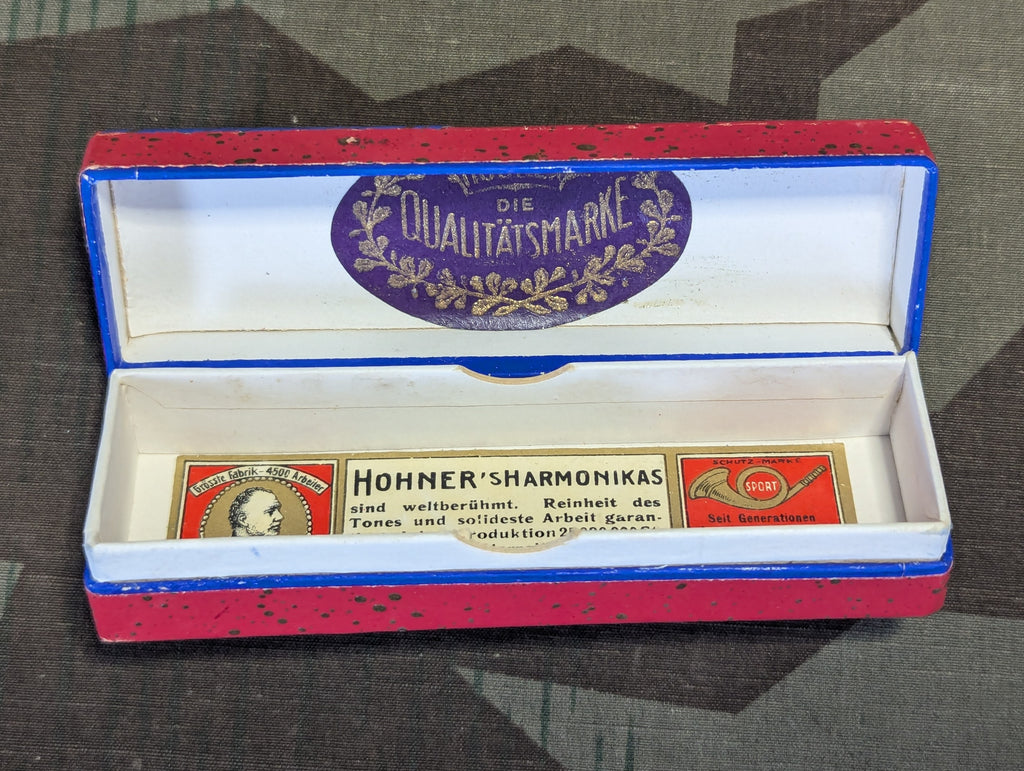 DIE
QUALITÄTSMARKE
Grösste Fabrik - 4500 Arbeiter
HOHNER'S HARMONIKAS
sind weltberühmt. Reinheit des
Tones und solideste Arbeit garan-
SCHUTZ-MARKE
SPORT
Seit Generationen